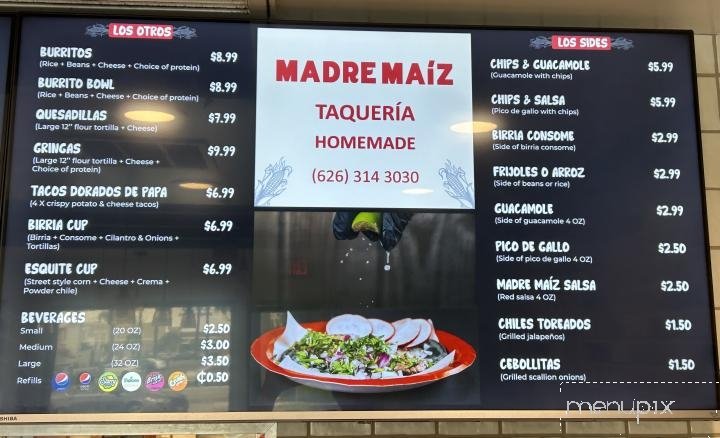 LOS OTROS
BURRITOS $8.99
(Rice + Beans + Cheese + Choice of protein)
BURRITO BOWL $8.99
(Rice + Beans + Cheese + Choice of protein)
QUESADILLAS $7.99
(Large 12" flour tortilla + Cheese)
GRINGAS $9.99
(Large 12" flour tortilla + Cheese +
Choice of protein)
TACOS DORADOS DE PAPA $6.99
(4 X crispy potato & cheese tacos)
BIRRIA CUP $6.99
(Birria + Consome + Cilantro & Onions +
Tortillas)
ESQUITE CUP $6.99
(Street style corn + Cheese + Crema +
Powder chile)
BEVERAGES
Small (20 OZ) $2.50
Medium (24 OZ) $3.00
Large (32 OZ) $3.50
Refills ₵0.50
MADRE MAÍZ
TAQUERÍA
HOMEMADE
(626) 314 3030
LOS SIDES
CHIPS & GUACAMOLE $5.99
(Guacamole with chips)
CHIPS & SALSA $5.99
(Pico de gallo with chips)
BIRRIA CONSOME $2.99
(Side of birria consome)
FRIJOLES O ARROZ $2.99
(Side of beans or rice)
GUACAMOLE $2.99
(Side of guacamole 4 OZ)
PICO DE GALLO $2.50
(Side of pico de gallo 4 OZ)
MADRE MAÍZ SALSA $2.50
(Red salsa 4 OZ)
CHILES TOREADOS $1.50
(Grilled jalapeños)
CEBOLLITAS $1.50
(Grilled scallion onions)
menupix